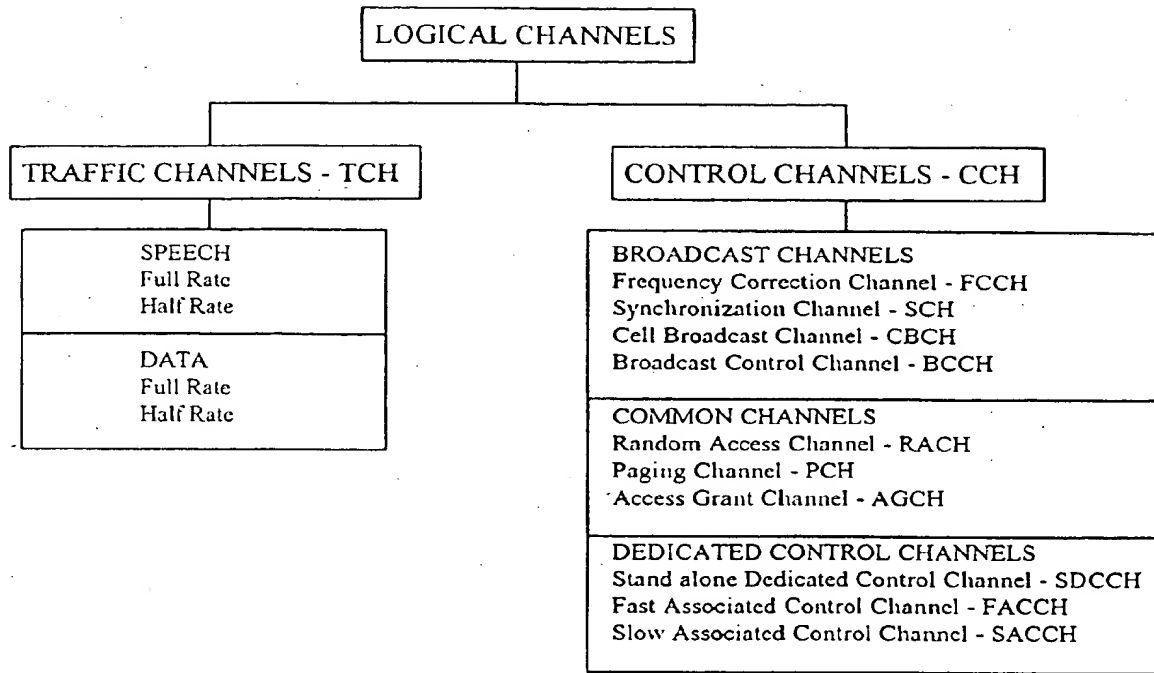 LOGICAL CHANNELS
TRAFFIC CHANNELS - TCH
CONTROL CHANNELS - CCH
SPEECH
Full Rate
Half Rate
DATA
Full Rate
Half Rate
BROADCAST CHANNELS
Frequency Correction Channel - FCCH
Synchronization Channel - SCH
Cell Broadcast Channel - CBCH
Broadcast Control Channel - BCCH
COMMON CHANNELS
Random Access Channel - RACH
Paging Channel - PCH
Access Grant Channel - AGCH
DEDICATED CONTROL CHANNELS
Stand alone Dedicated Control Channel - SDCCH
Fast Associated Control Channel - FACCH
Slow Associated Control Channel - SACCH